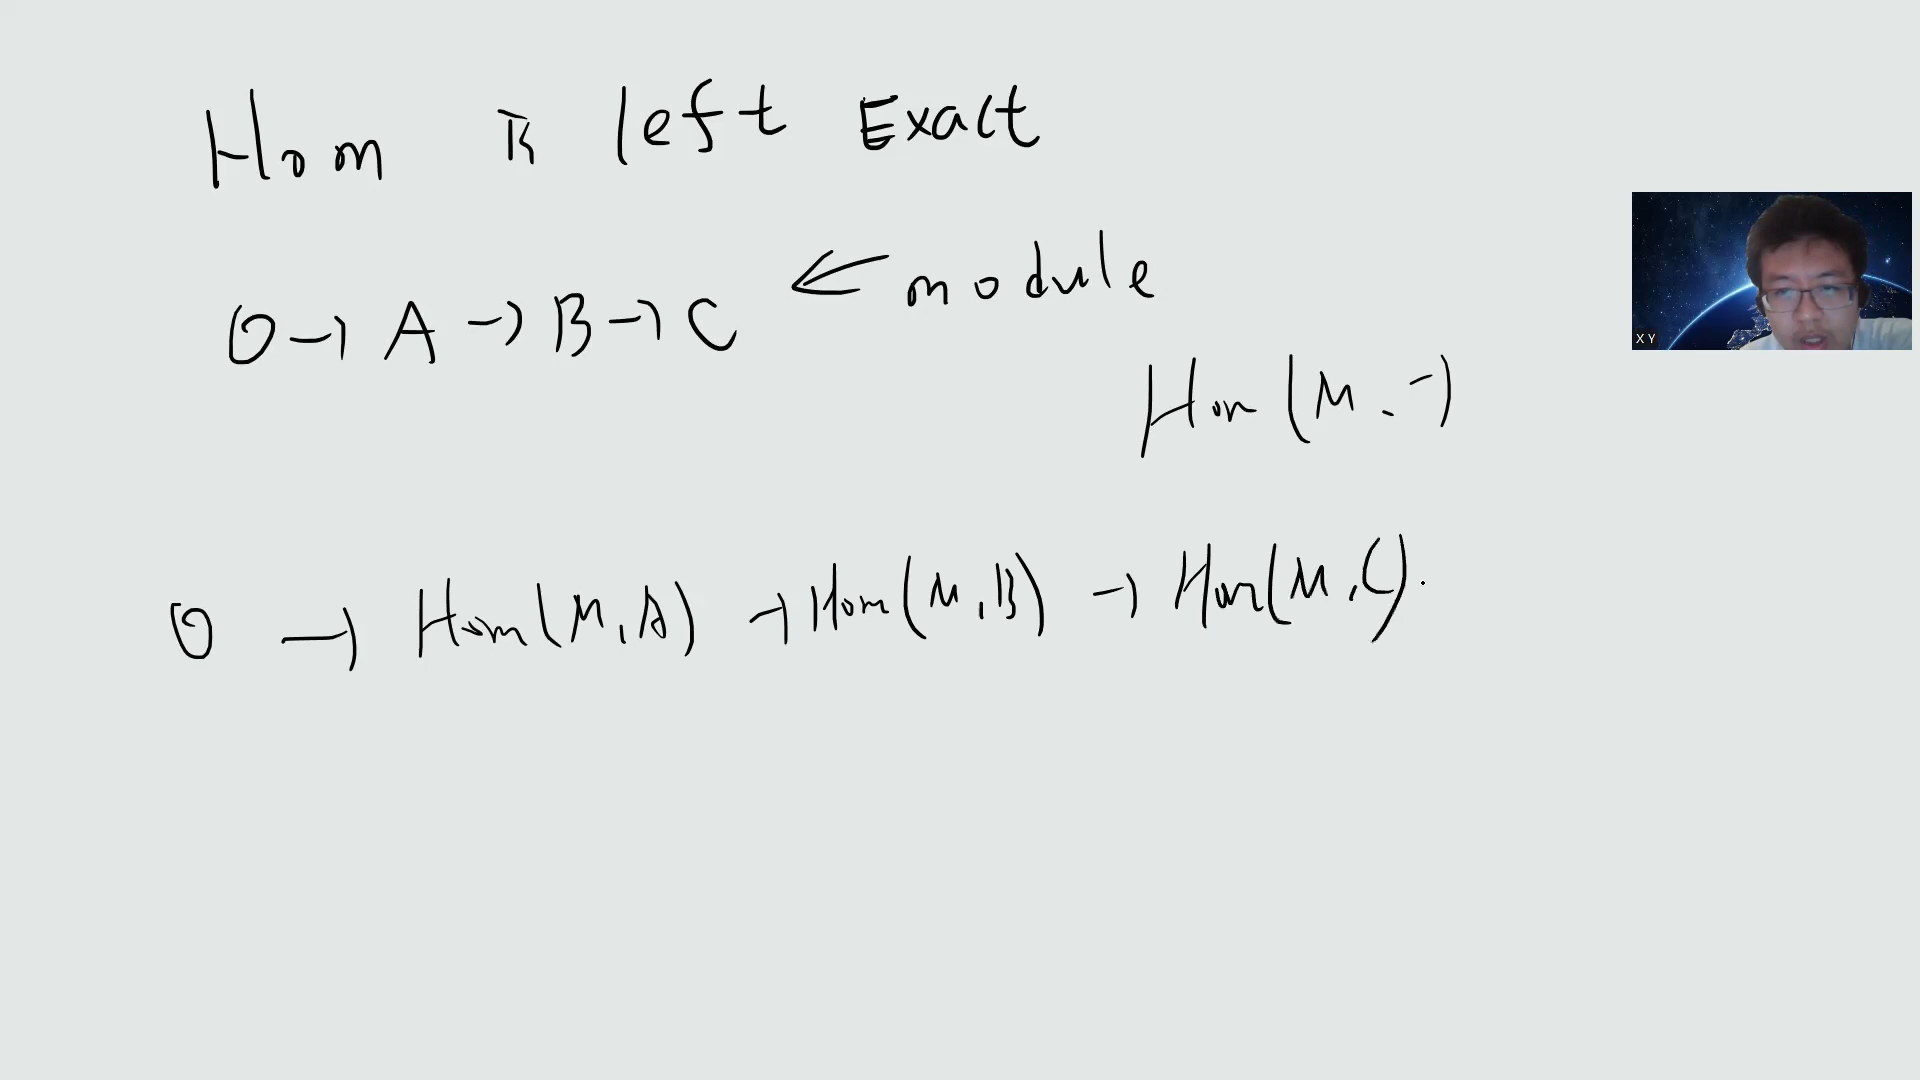 Hom is left Exact
0 → A → B → C ← module
Hom (M, -)
0 → Hom (M, A) → Hom (M, B) → Hom (M, C).
X Y